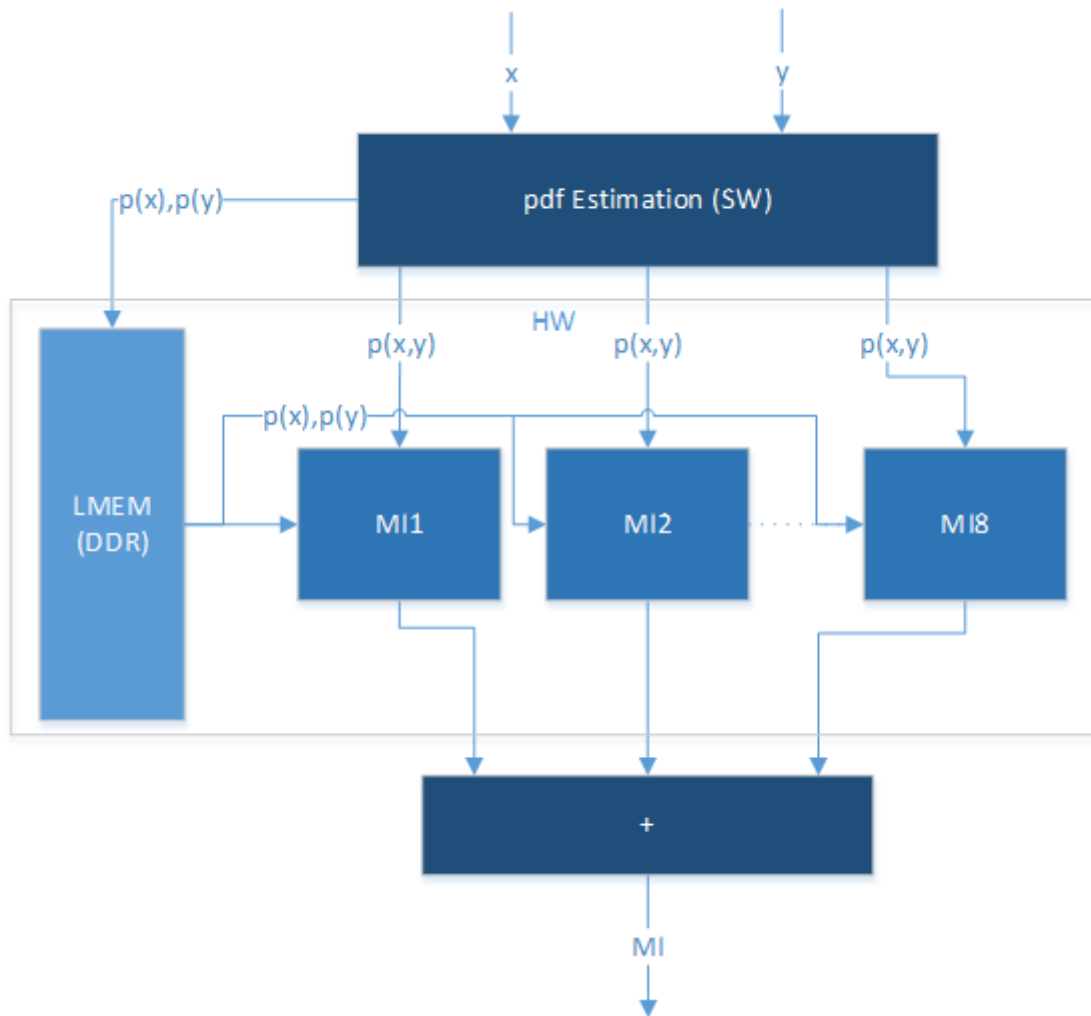 x
y
pdf Estimation (SW)
p(x),p(y)
HW
p(x,y)
p(x,y)
p(x,y)
p(x),p(y)
LMEM
(DDR)
MI1
MI2
MI8
+
MI